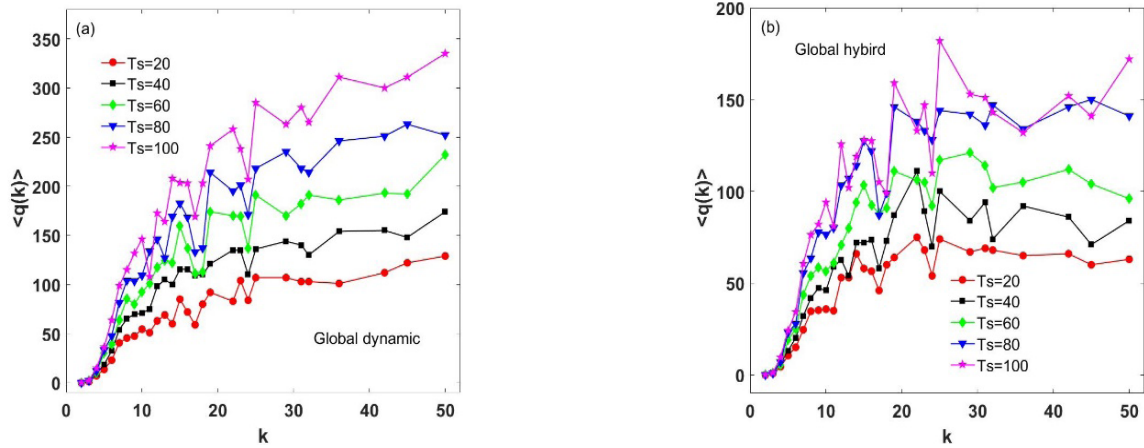 (a)
Ts=20
Ts=40
Ts=60
Ts=80
Ts=100
Global dynamic
<q(k)>
350
300
250
200
150
100
50
0
0 10 20 30 40 50
k
(b)
Global hybird
Ts=20
Ts=40
Ts=60
Ts=80
Ts=100
<q(k)>
200
150
100
50
0
0 10 20 30 40 50
k